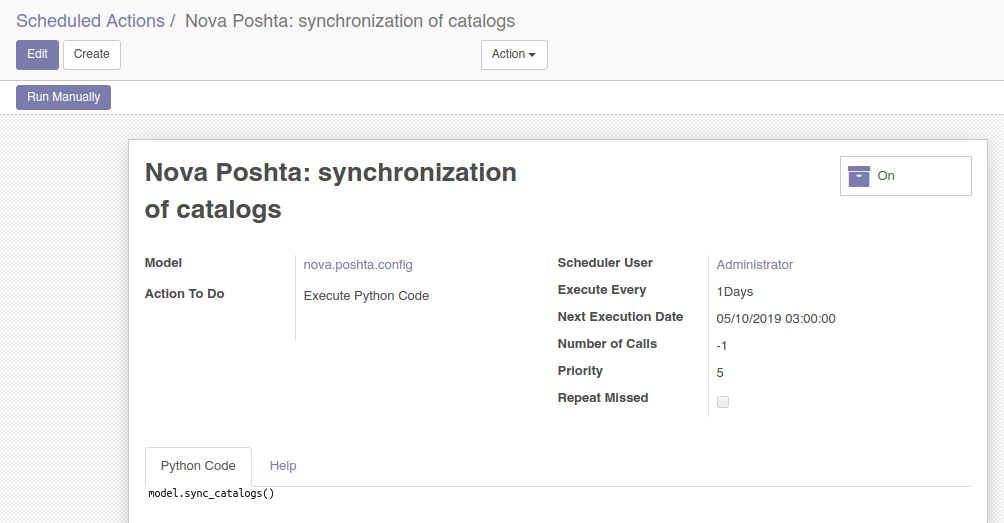 Scheduled Actions / Nova Poshta: synchronization of catalogs
Edit Create Action
Run Manually
Nova Poshta: synchronization
of catalogs
On
Model nova.poshta.config
Action To Do Execute Python Code
Scheduler User Administrator
Execute Every 1Days
Next Execution Date 05/10/2019 03:00:00
Number of Calls -1
Priority 5
Repeat Missed
Python Code Help
model.sync_catalogs()